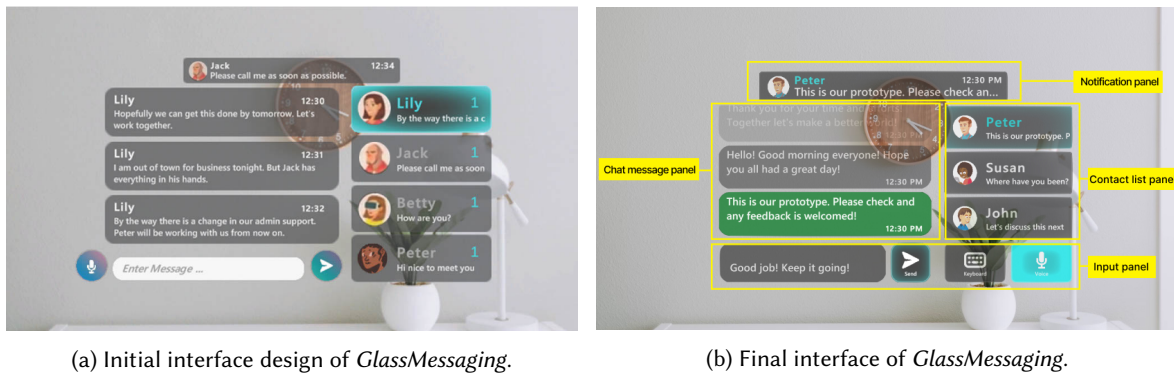 Jack
12:34
Please call me as soon as possible.
Lily
12:30
Hopefully we can get this done by tomorrow. Let's
work together.
Lily
12:31
I am out of town for business tonight. But Jack has
everything in his hands.
Lily
12:32
By the way there is a change in our admin support.
Peter will be working with us from now on.
Enter Message ...
Lily
1
By the way there is a c
Jack
1
Please call me as soon
Betty
1
How are you?
Peter
1
Hi nice to meet you
(a) Initial interface design of GlassMessaging.
Peter
12:30 PM
This is our prototype. Please check an...
Notification panel
Thank you for your time and
Together let's make a better world!
12:30 PM
Hello! Good morning everyone! Hope
you all had a great day!
12:30 PM
This is our prototype. Please check and
any feedback is welcomed!
12:30 PM
Chat message panel
Peter
This is our prototype. P
Susan
Where have you been?
John
Let's discuss this next
Contact list pane
Good job! Keep it going!
Send
Keyboard
Voice
Input panel
(b) Final interface of GlassMessaging.